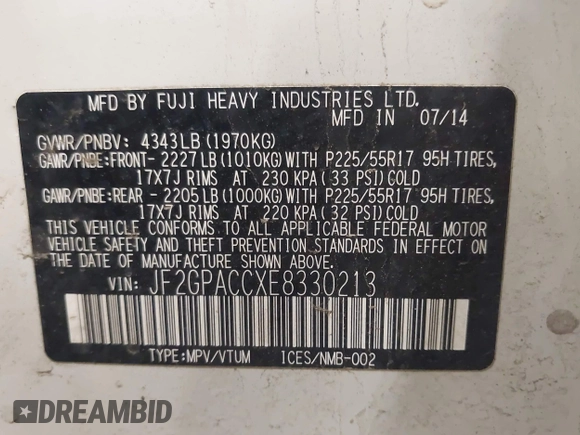 MFD BY FUJI HEAVY INDUSTRIES LTD.
MFD IN 07/14
GVWR/PNBV: 4343LB (1970KG)
GAWR/PNBE:FRONT- 2227LB (1010KG)WITH P225/55R17 95H TIRES,
17X7J RIMS AT 230 KPA (33 PSI) COLD
GAWR/PNBE:REAR - 2205LB (1000KG)WITH P225/55R17 95H TIRES,
17X7J RIMS AT 220 KPA (32 PSI) COLD
THIS VEHICLE CONFORMS TO ALL APPLICABLE FEDERAL MOTOR
VEHICLE SAFETY AND THEFT PREVENTION STANDARDS IN EFFECT
ON THE DATE OF MANUFACTURE SHOWN ABOVE.
VIN: JF2GPACCXE8330213
TYPE:MPV/VTUM ICES/NMB-002
DREAMBID